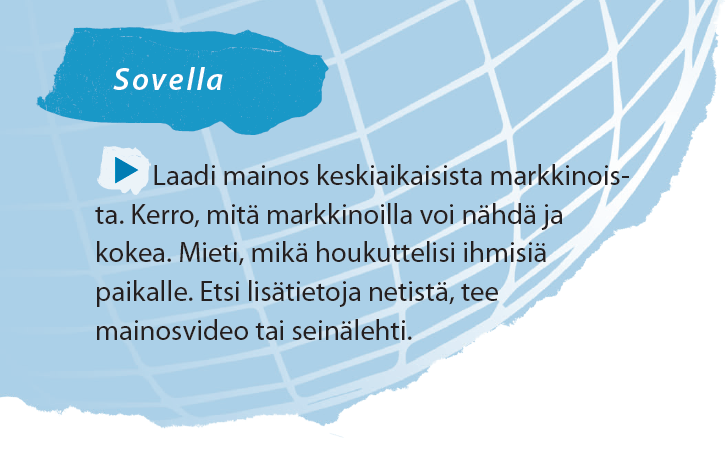 Sovella
Laadi mainos keskiaikaisista markkinois-
ta. Kerro, mitä markkinoilla voi nähdä ja
kokea. Mieti, mikä houkuttelisi ihmisiä
paikalle. Etsi lisätietoja netistä, tee
mainosvideo tai seinälehti.